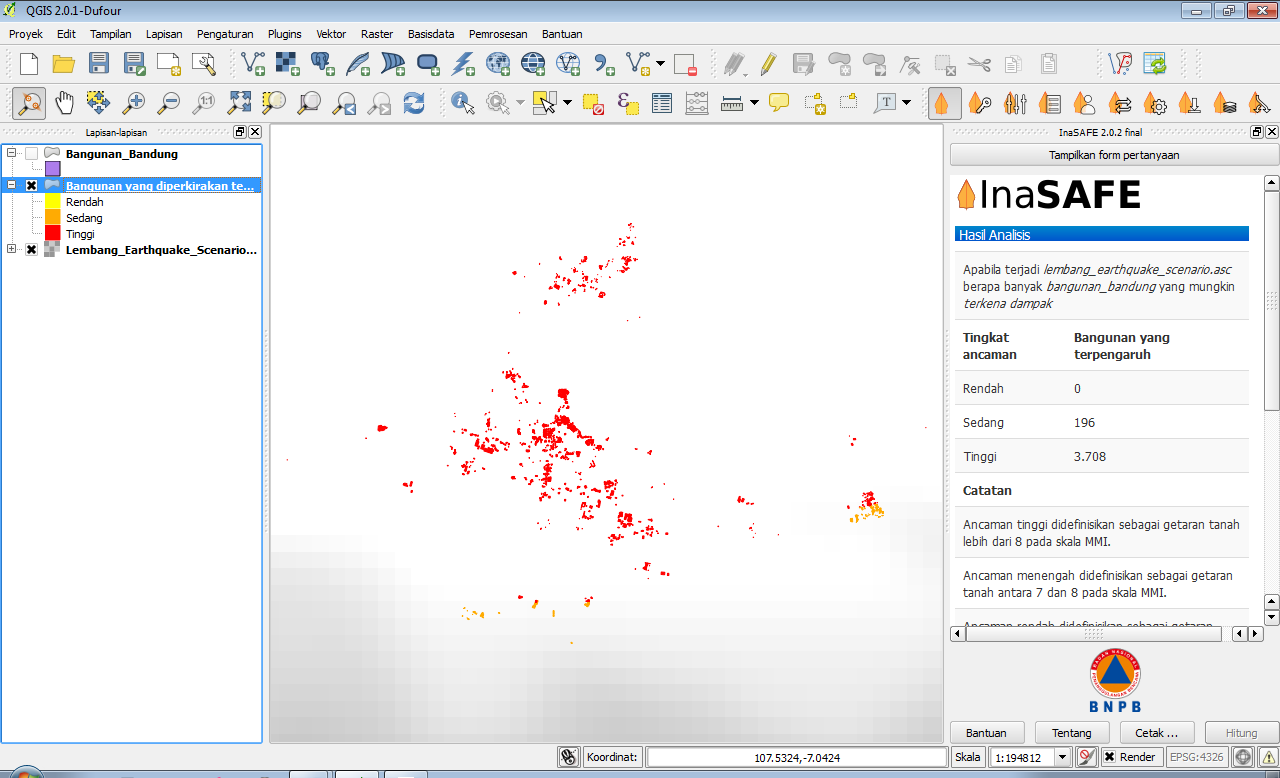 QGIS 2.0.1-Dufour
Proyek Edit Tampilan Lapisan Pengaturan Plugins Vektor Raster Basisdata Pemrosesan Bantuan
Lapisan-lapisan
Bangunan_Bandung
Bangunan yang diperkirakan te...
Rendah
Sedang
Tinggi
Lembang_Earthquake_Scenario...
InaSAFE 2.0.2 final
Tampilkan form pertanyaan
InaSAFE
Hasil Analisis
Apabila terjadi lembang_earthquake_scenario.asc
berapa banyak bangunan_bandung yang mungkin
terkena dampak
Tingkat ancaman Bangunan yang terpengaruh
Rendah 0
Sedang 196
Tinggi 3.708
Catatan
Ancaman tinggi didefinisikan sebagai getaran tanah
lebih dari 8 pada skala MMI.
Ancaman menengah didefinisikan sebagai getaran
tanah antara 7 dan 8 pada skala MMI.
Ancaman rendah didefinisikan sebagai getaran
BNPB
Bantuan Tentang Cetak ... Hitung
Koordinat: 107.5324,-7.0424 Skala 1:194812 Render EPSG:4326